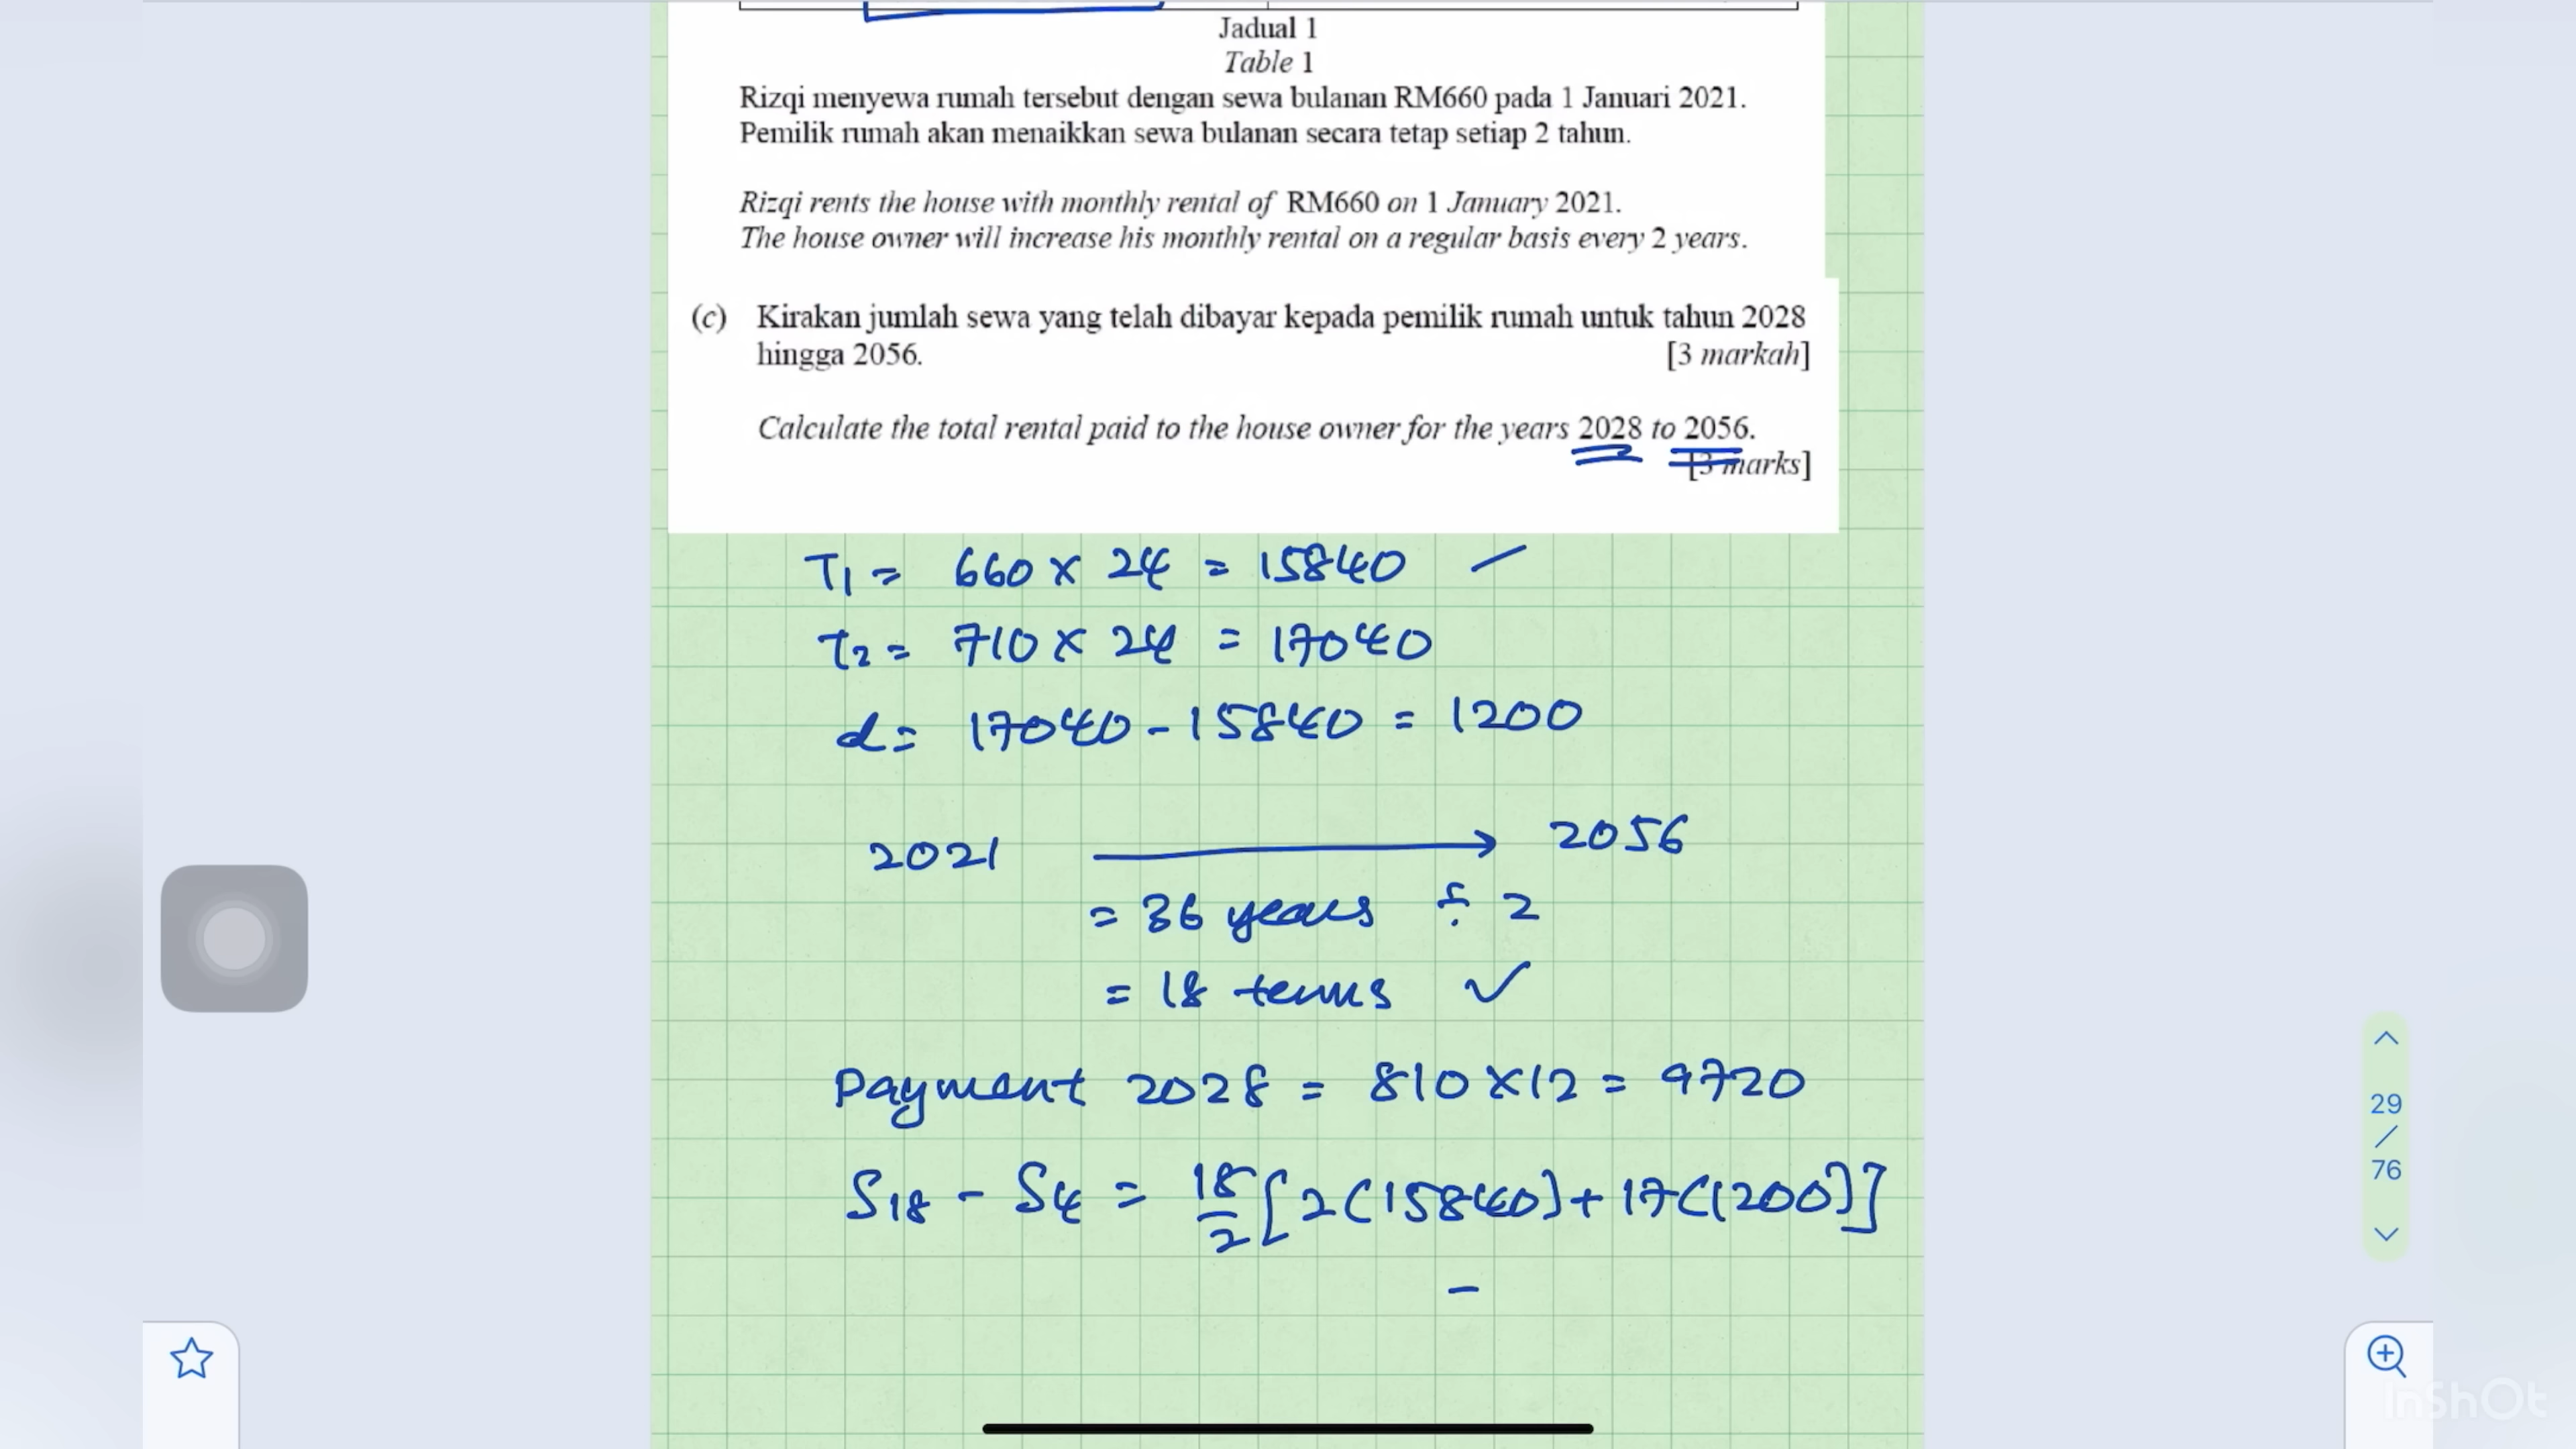 Jadual 1
Table 1
Rizqi menyewa rumah tersebut dengan sewa bulanan RM660 pada 1 Januari 2021.
Pemilik rumah akan menaikkan sewa bulanan secara tetap setiap 2 tahun.
Rizqi rents the house with monthly rental of RM660 on 1 January 2021.
The house owner will increase his monthly rental on a regular basis every 2 years.
(c) Kirakan jumlah sewa yang telah dibayar kepada pemilik rumah untuk tahun 2028
hingga 2056. [3 markah]
Calculate the total rental paid to the house owner for the years 2028 to 2056.
[3 marks]
T1 = 660 × 24 = 15840
T2 = 710 × 24 = 17040
d = 17040 - 15840 = 1200
2021 → 2056
= 36 years ÷ 2
= 18 terms ✓
Payment 2028 = 810 × 12 = 9720
S18 - S4 = 18/2 [2(15840) + 17(1200)]
-
29
/
76
InShOt